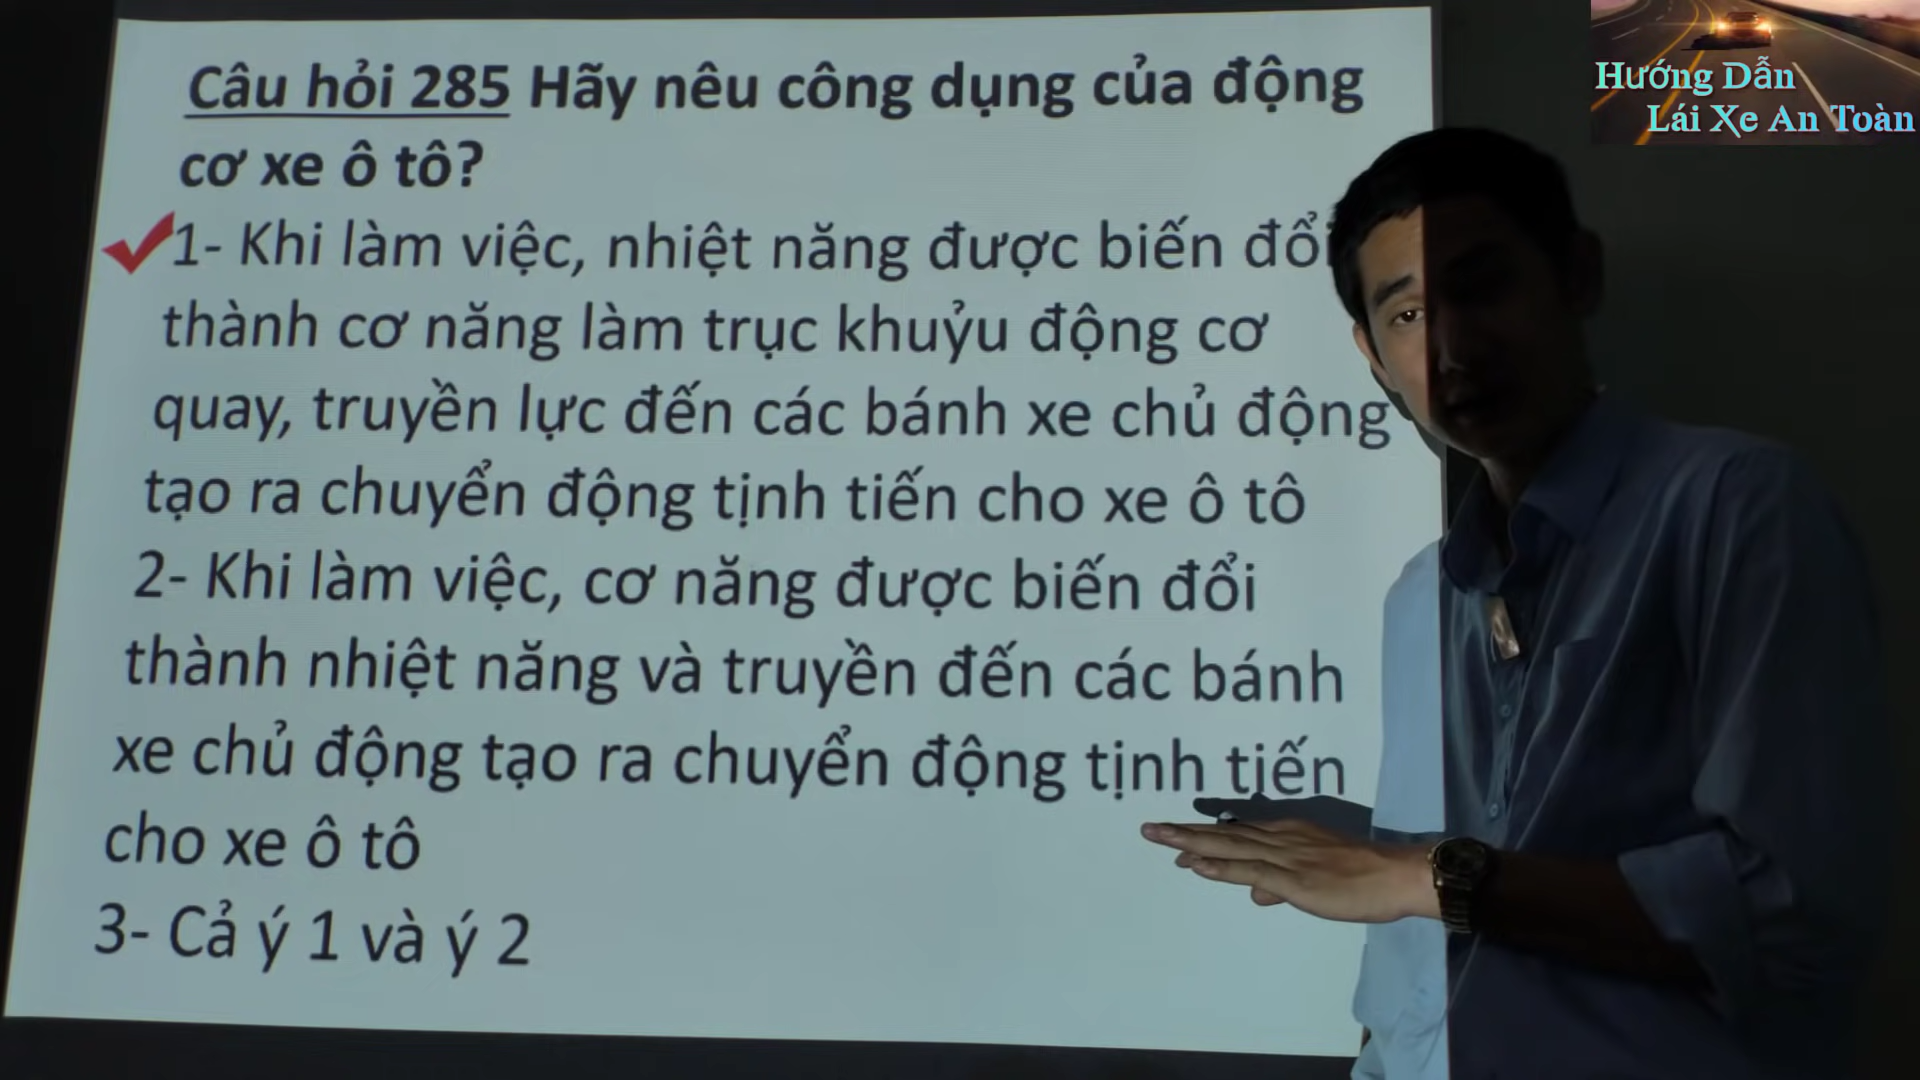 Câu hỏi 285 Hãy nêu công dụng của động
cơ xe ô tô?
1- Khi làm việc, nhiệt năng được biến đổi
thành cơ năng làm trục khuỷu động cơ
quay, truyền lực đến các bánh xe chủ động
tạo ra chuyển động tịnh tiến cho xe ô tô
2- Khi làm việc, cơ năng được biến đổi
thành nhiệt năng và truyền đến các bánh
xe chủ động tạo ra chuyển động tịnh tiến
cho xe ô tô
3- Cả ý 1 và ý 2
Hướng Dẫn
Lái Xe An Toàn